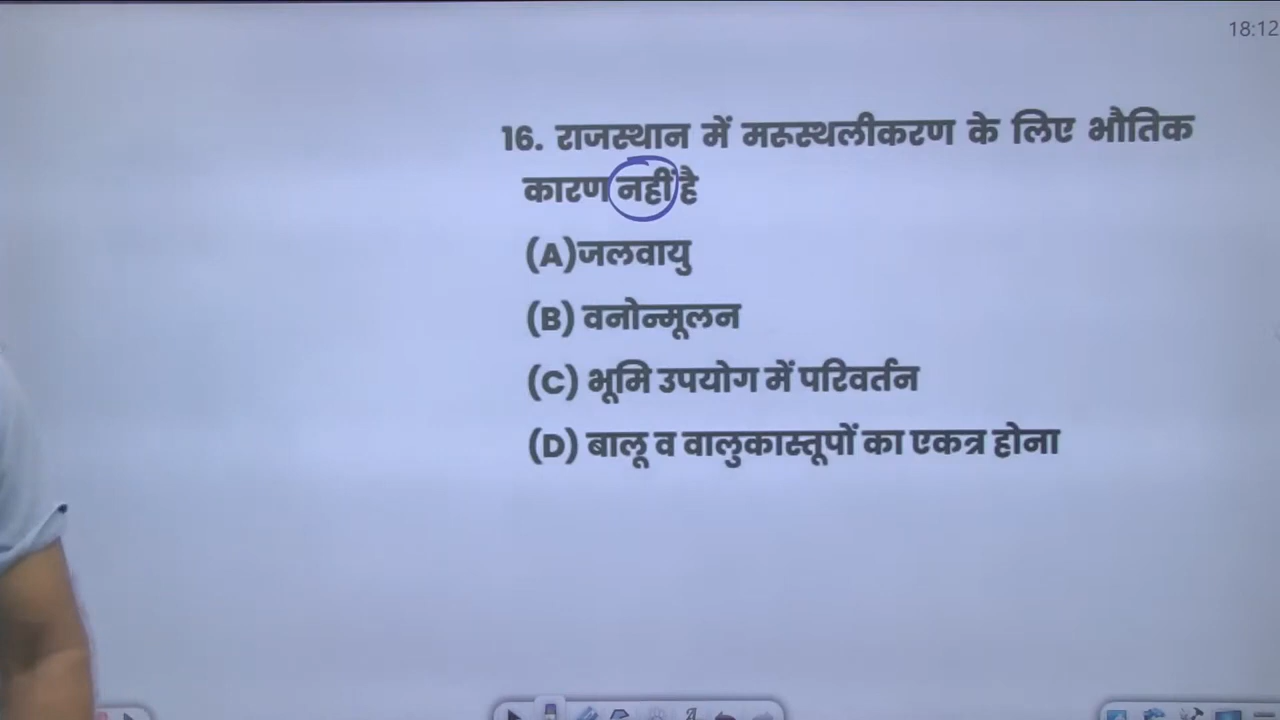 18:12
16. राजस्थान में मरूस्थलीकरण के लिए भौतिक
कारण नहीं है
(A)जलवायु
(B) वनोन्मूलन
(C) भूमि उपयोग में परिवर्तन
(D) बालू व वालुकास्तूपों का एकत्र होना